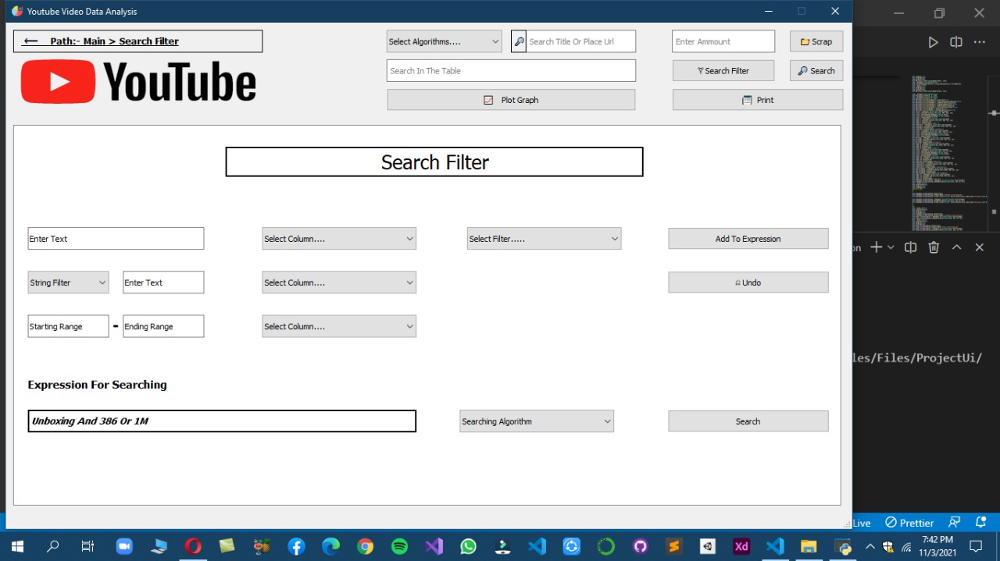 Youtube Video Data Analysis
Path:- Main > Search Filter
Select Algorithms....
Search Title Or Place Url
Enter Ammount
Scrap
YouTube
Search In The Table
Search Filter
Search
Plot Graph
Print
Search Filter
Enter Text
Select Column....
Select Filter.....
Add To Expression
String Filter
Enter Text
Select Column....
Undo
Starting Range
-
Ending Range
Select Column....
Expression For Searching
Unboxing And 386 Or 1M
Searching Algorithm
Search
on
les/Files/ProjectUi/
Live
Prettier
Xd
7:42 PM
11/3/2021